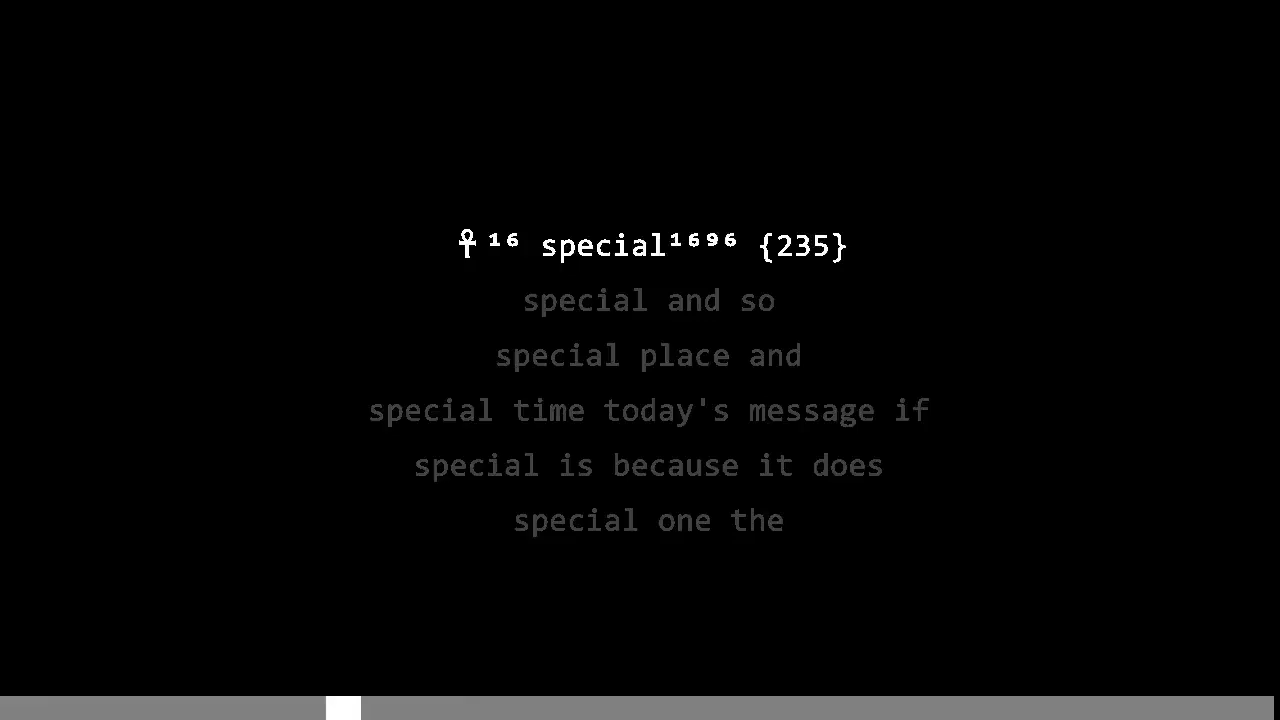 ☥¹⁶ special¹⁶⁹⁶ {235}
special and so
special place and
special time today's message if
special is because it does
special one the